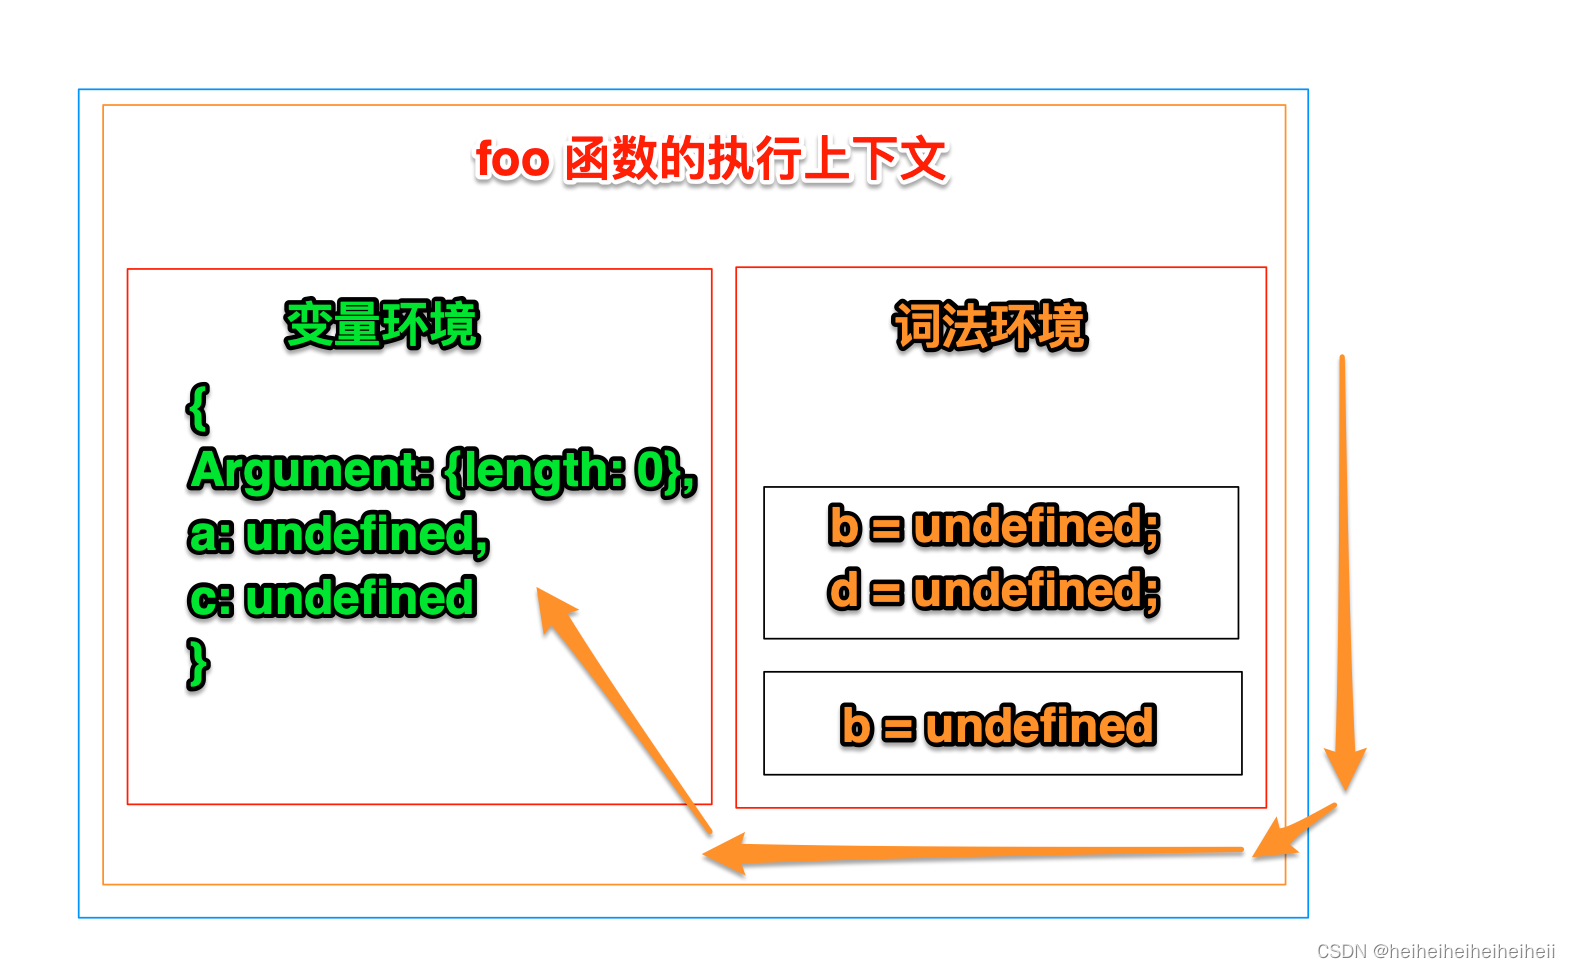 foo 函数的执行上下文
变量环境
{
Argument: {length: 0},
a: undefined,
c: undefined
}
词法环境
b = undefined;
d = undefined;
b = undefined
CSDN @heiheiheiheiheiheii